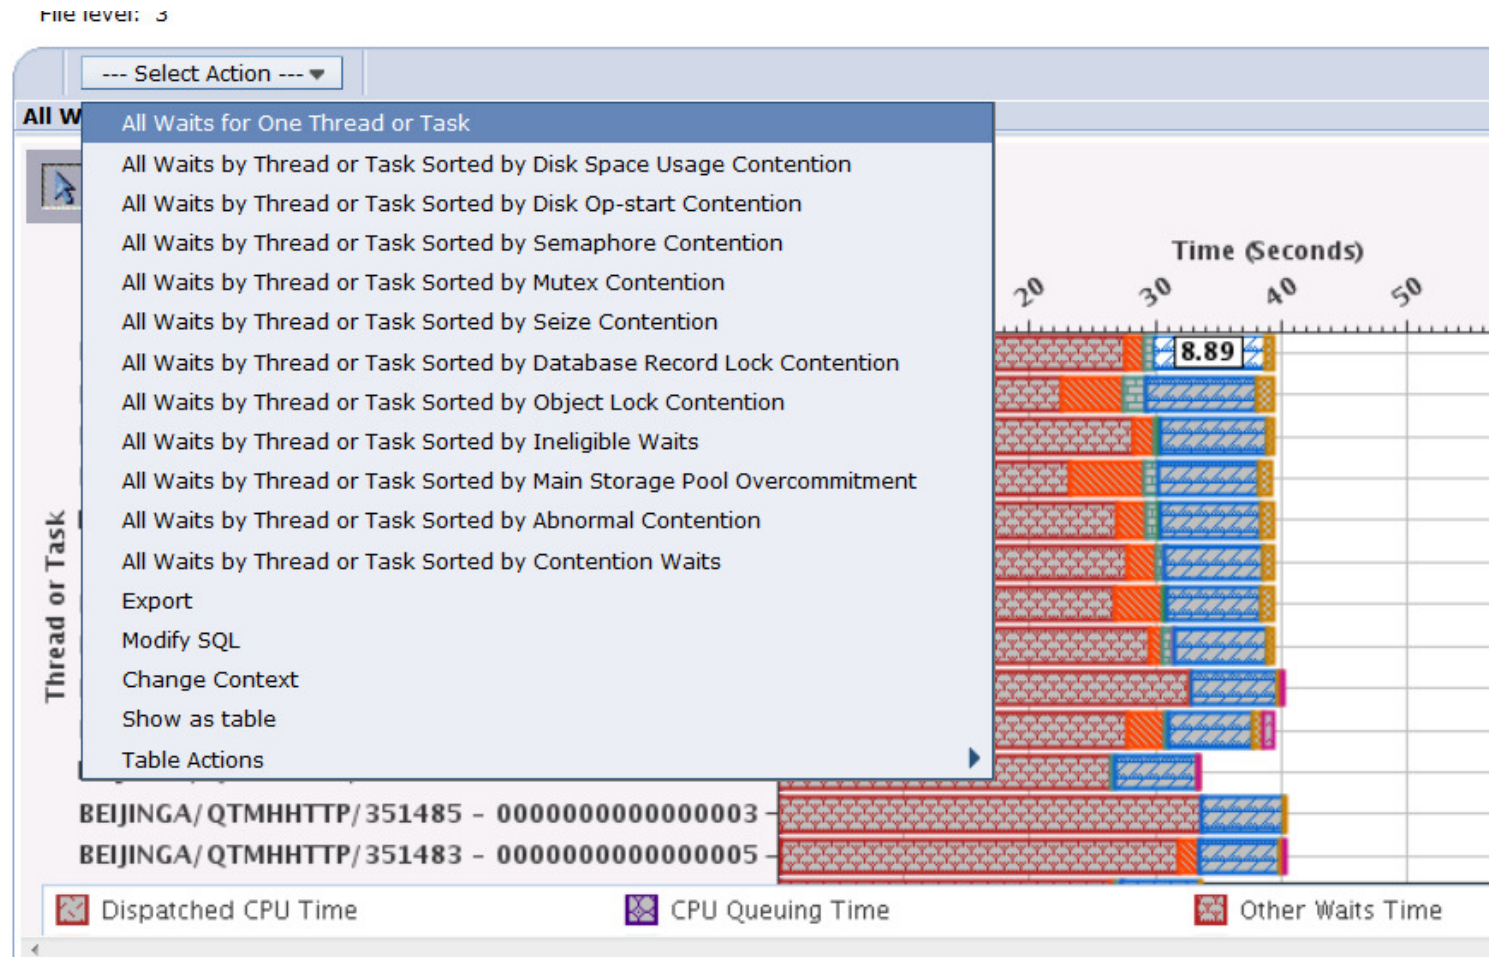 File level: 3
--- Select Action ---
All W
All Waits for One Thread or Task
All Waits by Thread or Task Sorted by Disk Space Usage Contention
All Waits by Thread or Task Sorted by Disk Op-start Contention
All Waits by Thread or Task Sorted by Semaphore Contention
All Waits by Thread or Task Sorted by Mutex Contention
All Waits by Thread or Task Sorted by Seize Contention
All Waits by Thread or Task Sorted by Database Record Lock Contention
All Waits by Thread or Task Sorted by Object Lock Contention
All Waits by Thread or Task Sorted by Ineligible Waits
All Waits by Thread or Task Sorted by Main Storage Pool Overcommitment
All Waits by Thread or Task Sorted by Abnormal Contention
All Waits by Thread or Task Sorted by Contention Waits
Export
Modify SQL
Change Context
Show as table
Table Actions
Time (Seconds)
20 30 40 50
8.89
Thread or Task
BEIJINGA/QTMHHTTP/351485 - 0000000000000003
BEIJINGA/QTMHHTTP/351483 - 0000000000000005
Dispatched CPU Time
CPU Queuing Time
Other Waits Time